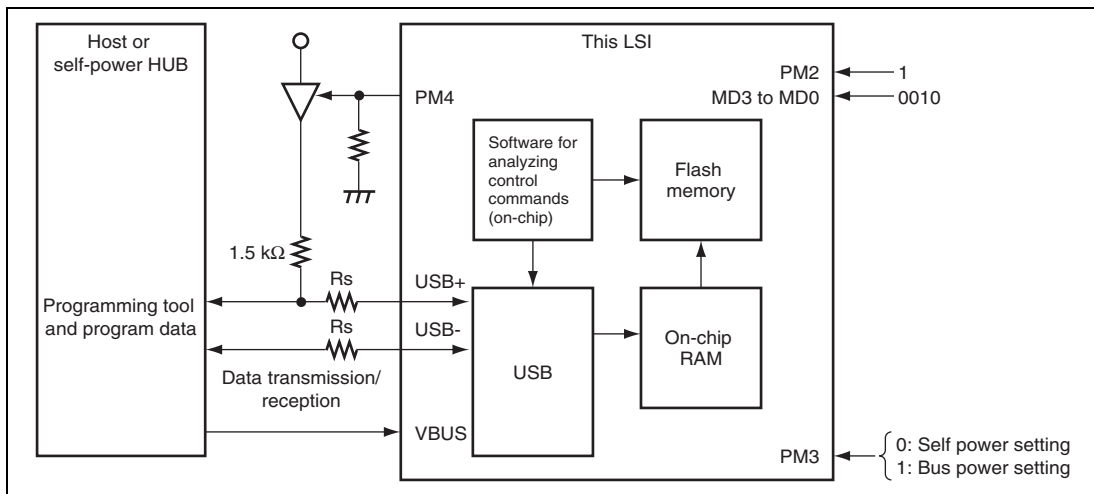 Host or
self-power HUB
Programming tool
and program data
1.5 kΩ
Rs
Rs
Data transmission/
reception
This LSI
PM4
USB+
USB-
VBUS
Software for
analyzing
control
commands
(on-chip)
Flash
memory
USB
On-chip
RAM
PM2
1
MD3 to MD0
0010
PM3
0: Self power setting
1: Bus power setting